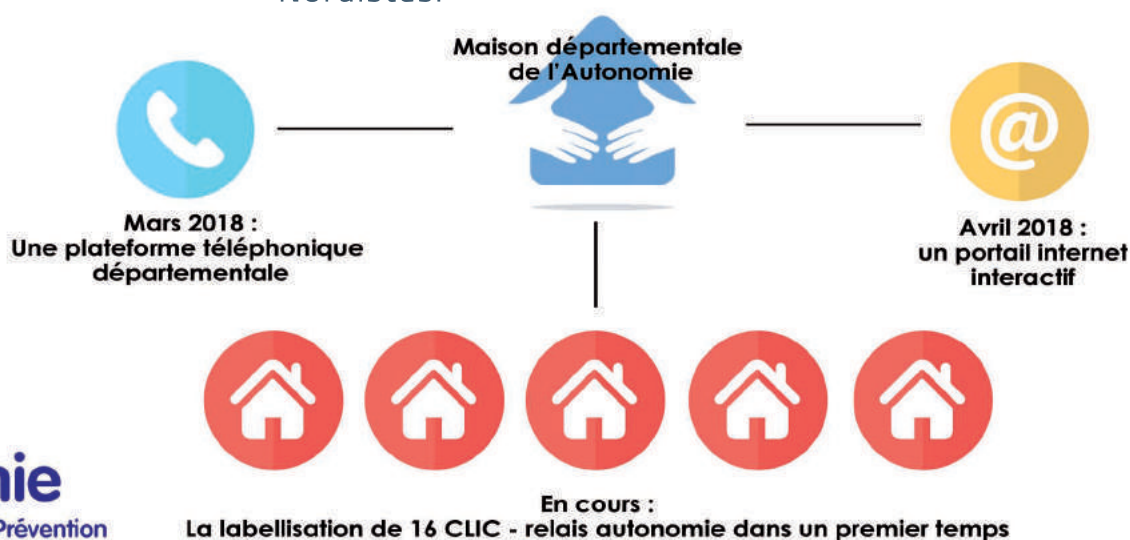 Maison départementale
de l'Autonomie
@
Mars 2018 :
Une plateforme téléphonique
départementale
Avril 2018 :
un portail internet
interactif
En cours :
La labellisation de 16 CLIC - relais autonomie dans un premier temps
Prévention